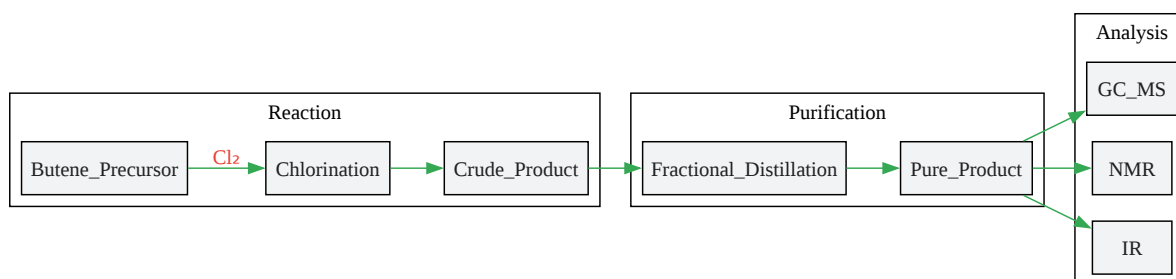 Reaction
Butene_Precursor
Cl₂
Chlorination
Crude_Product
Purification
Fractional_Distillation
Pure_Product
Analysis
GC_MS
NMR
IR